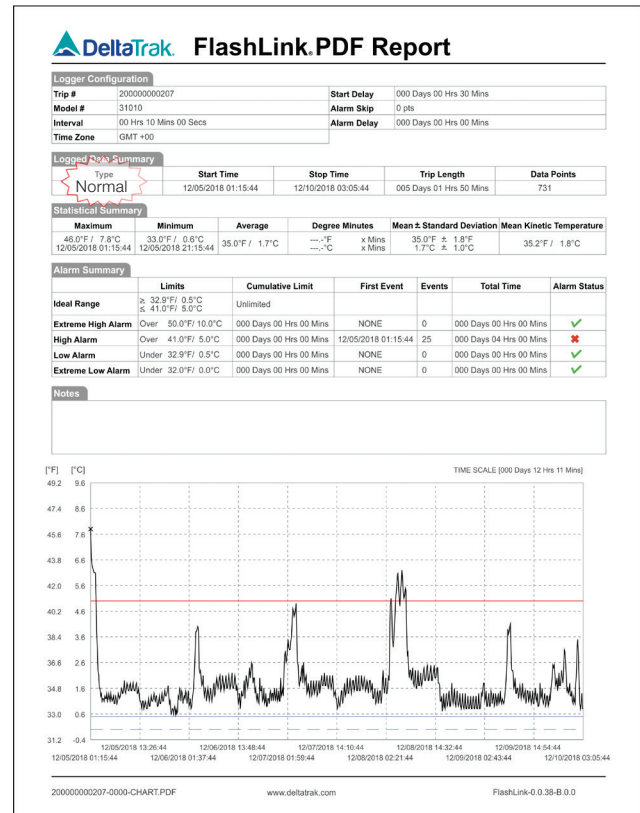 DeltaTrak. FlashLink® PDF Report
Logger Configuration
Trip # 200000000207 Start Delay 000 Days 00 Hrs 30 Mins
Model # 31010 Alarm Skip 0 pts
Interval 00 Hrs 10 Mins 00 Secs Alarm Delay 000 Days 00 Hrs 00 Mins
Time Zone GMT +00
Logged Data Summary
Type Start Time Stop Time Trip Length Data Points
Normal 12/05/2018 01:15:44 12/10/2018 03:05:44 005 Days 01 Hrs 50 Mins 731
Statistical Summary
Maximum Minimum Average Degree Minutes Mean ± Standard Deviation Mean Kinetic Temperature
46.0°F / 7.8°C 33.0°F / 0.6°C 35.0°F / 1.7°C ---.-°F x Mins 35.0°F ± 1.8°F 35.2°F / 1.8°C
12/05/2018 01:15:44 12/05/2018 21:15:44 ---.-°C x Mins 1.7°C ± 1.0°C
Alarm Summary
Limits Cumulative Limit First Event Events Total Time Alarm Status
Ideal Range ≥ 32.9°F/ 0.5°C Unlimited
≤ 41.0°F/ 5.0°C
Extreme High Alarm Over 50.0°F/ 10.0°C 000 Days 00 Hrs 00 Mins NONE 0 000 Days 00 Hrs 00 Mins ✔
High Alarm Over 41.0°F/ 5.0°C 000 Days 00 Hrs 00 Mins 12/05/2018 01:15:44 25 000 Days 04 Hrs 00 Mins ✖
Low Alarm Under 32.9°F/ 0.5°C 000 Days 00 Hrs 00 Mins NONE 0 000 Days 00 Hrs 00 Mins ✔
Extreme Low Alarm Under 32.0°F/ 0.0°C 000 Days 00 Hrs 00 Mins NONE 0 000 Days 00 Hrs 00 Mins ✔
Notes
[°F] [°C] TIME SCALE [000 Days 12 Hrs 11 Mins]
49.2 9.6
47.4 8.6
45.6 7.6
43.8 6.6
42.0 5.6
40.2 4.6
38.4 3.6
36.6 2.6
34.8 1.6
33.0 0.6
31.2 -0.4
12/05/2018 13:26:44 12/06/2018 13:48:44 12/07/2018 14:10:44 12/08/2018 14:32:44 12/09/2018 14:54:44
12/05/2018 01:15:44 12/06/2018 01:37:44 12/07/2018 01:59:44 12/08/2018 02:21:44 12/09/2018 02:43:44 12/10/2018 03:05:44
200000000207-0000-CHART.PDF www.deltatrak.com FlashLink-0.0.38-B.0.0